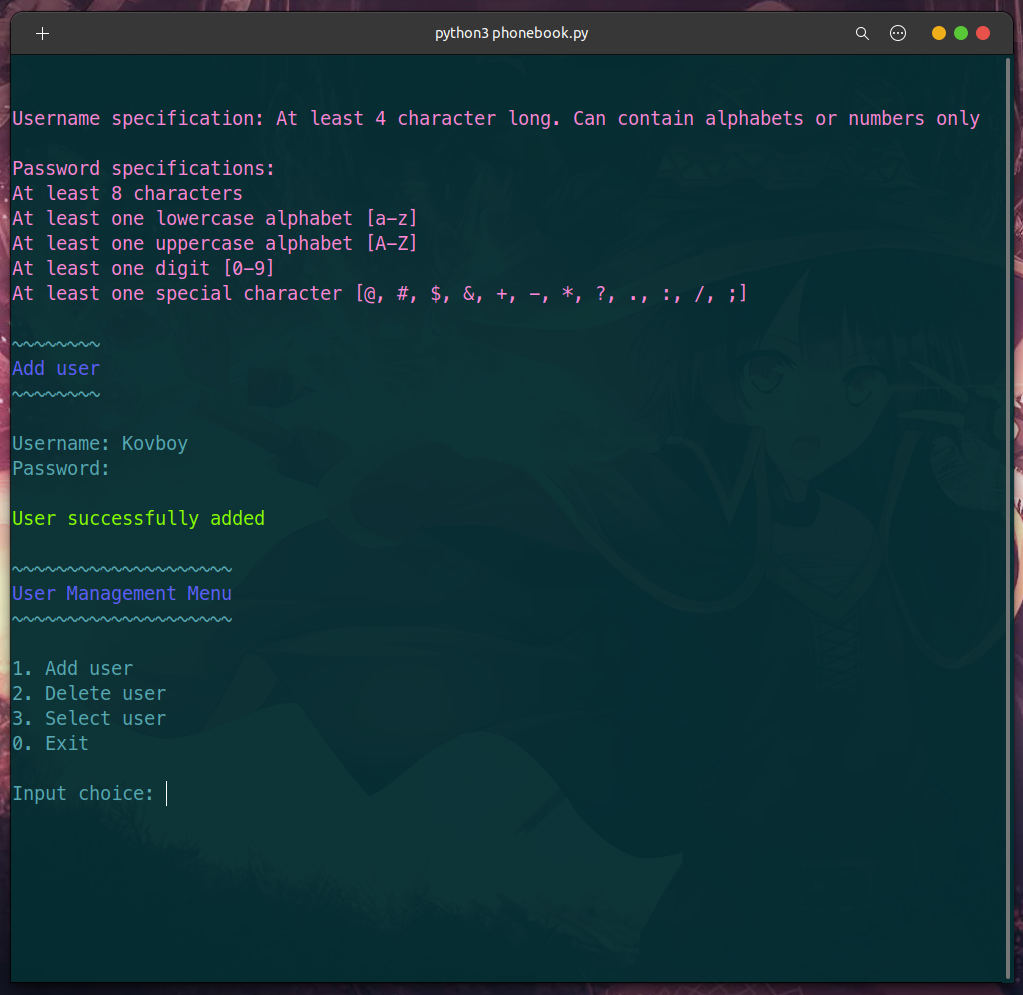 python3 phonebook.py
Username specification: At least 4 character long. Can contain alphabets or numbers only
Password specifications:
At least 8 characters
At least one lowercase alphabet [a-z]
At least one uppercase alphabet [A-Z]
At least one digit [0-9]
At least one special character [@, #, $, &, +, -, *, ?, ., :, /, ;]
~~~~~~~~
Add user
~~~~~~~~
Username: Kovboy
Password:
User successfully added
~~~~~~~~~~~~~~~~~~~~
User Management Menu
~~~~~~~~~~~~~~~~~~~~
1. Add user
2. Delete user
3. Select user
0. Exit
Input choice: